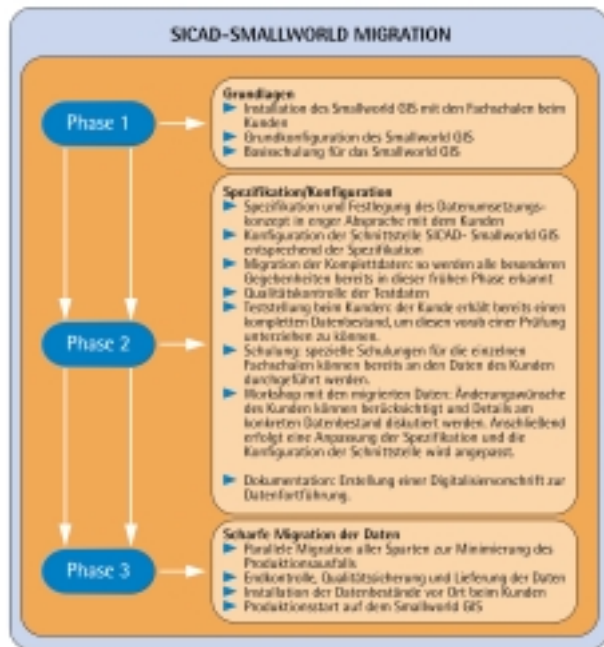 SICAD-SMALLWORLD MIGRATION
Phase 1
Grundlagen
Installation des Smallworld GIS mit den Fachschalen beim
Kunden
Grundkonfiguration des Smallworld GIS
Basisschulung für das Smallworld GIS
Phase 2
Spezifikation/Konfiguration
Spezifikation und Festlegung des Datenumsetzungs-
konzept in enger Absprache mit dem Kunden
Konfiguration der Schnittstelle SICAD- Smallworld GIS
entsprechend der Spezifikation
Migration der Komplettdaten: so werden alle besonderen
Gegebenheiten bereits in dieser frühen Phase erkannt
Qualitätskontrolle der Testdaten
Teststellung beim Kunden: der Kunde erhält bereits einen
kompletten Datenbestand, um diesen vorab einer Prüfung
unterziehen zu können.
Schulung: spezielle Schulungen für die einzelnen
Fachschalen können bereits an den Daten des Kunden
durchgeführt werden.
Workshop mit den migrierten Daten: Änderungswünsche
des Kunden können berücksichtigt und Details am
konkreten Datenbestand diskutiert werden. Anschließend
erfolgt eine Anpassung der Spezifikation und die
Konfiguration der Schnittstelle wird angepasst.
Dokumentation: Erstellung einer Digitalisiervorschrift zur
Datenfortführung.
Phase 3
Scharfe Migration der Daten
Parallele Migration aller Sparten zur Minimierung des
Produktionsausfalls
Endkontrolle, Qualitätssicherung und Lieferung der Daten
Installation der Datenbestände vor Ort beim Kunden
Produktionsstart auf dem Smallworld GIS